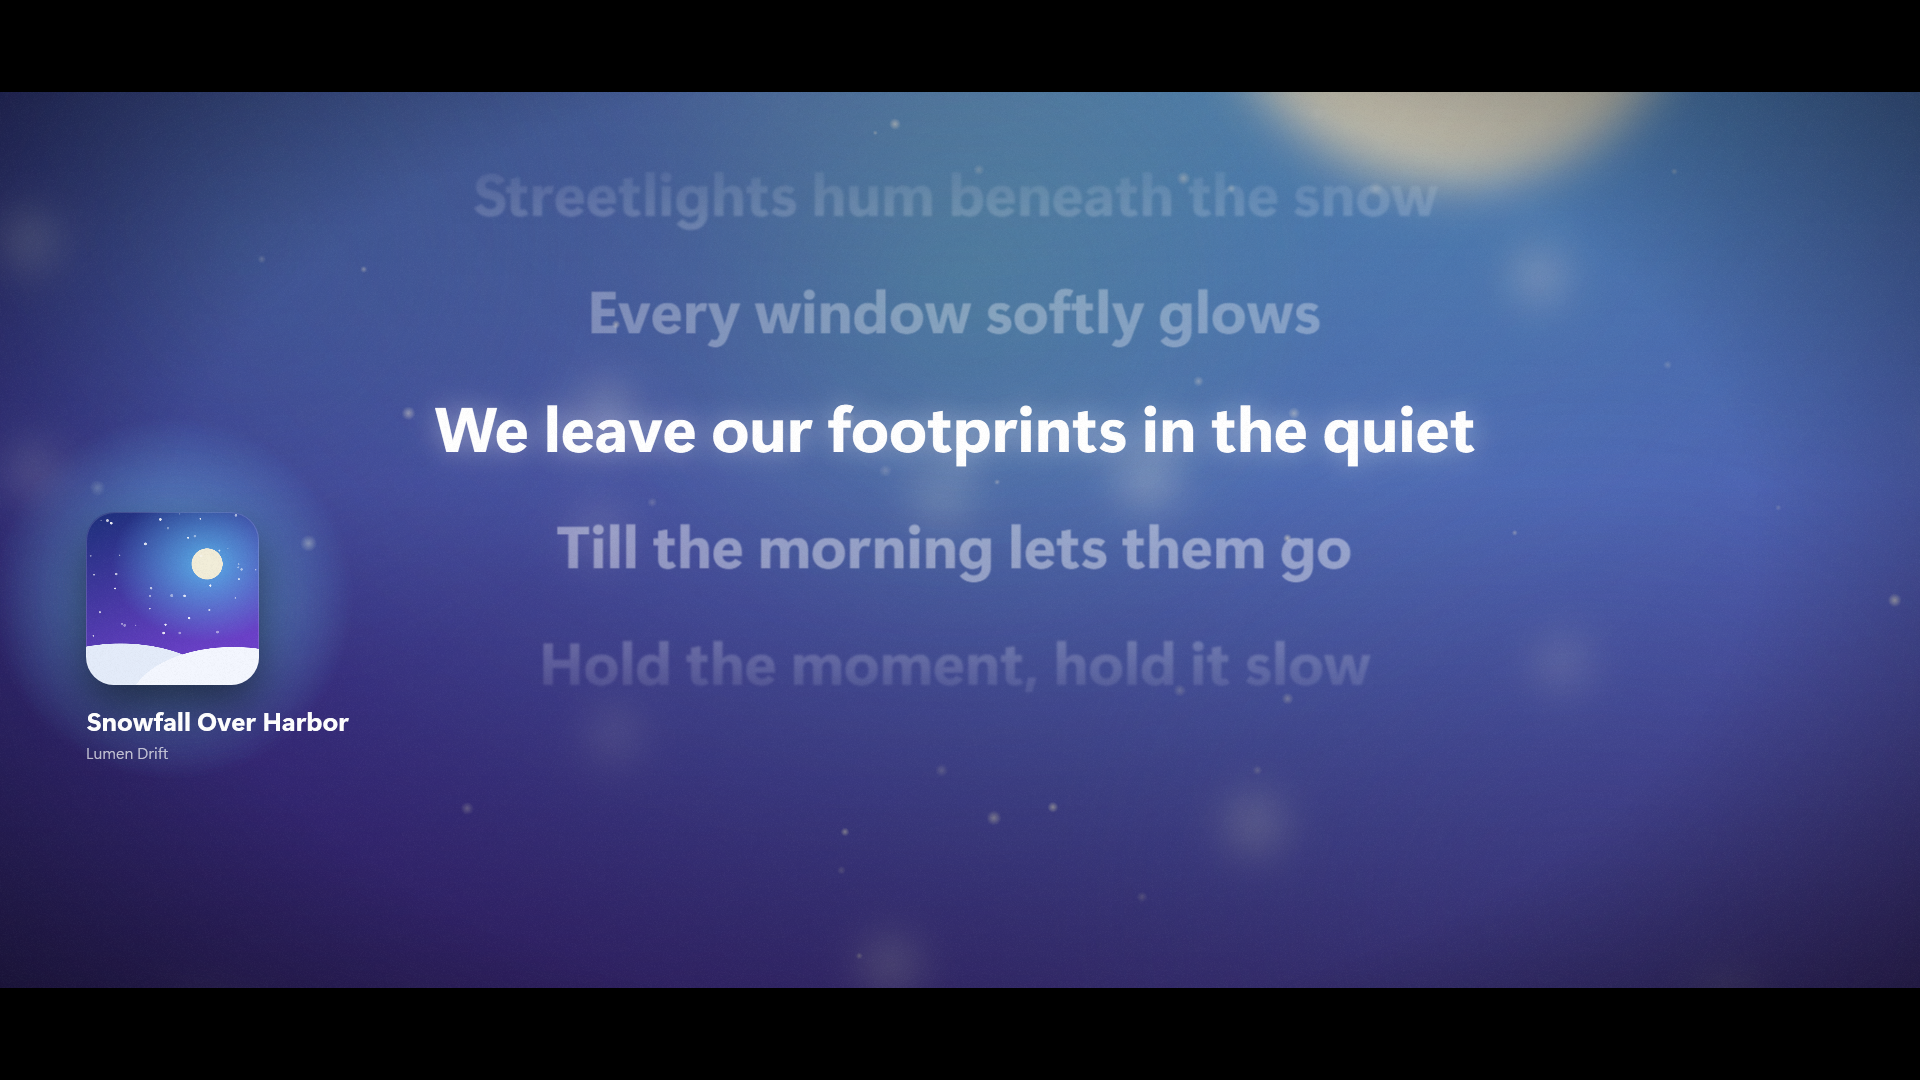 Streetlights hum beneath the snow
Every window softly glows
We leave our footprints in the quiet
Till the morning lets them go
Hold the moment, hold it slow
Snowfall Over Harbor
Lumen Drift